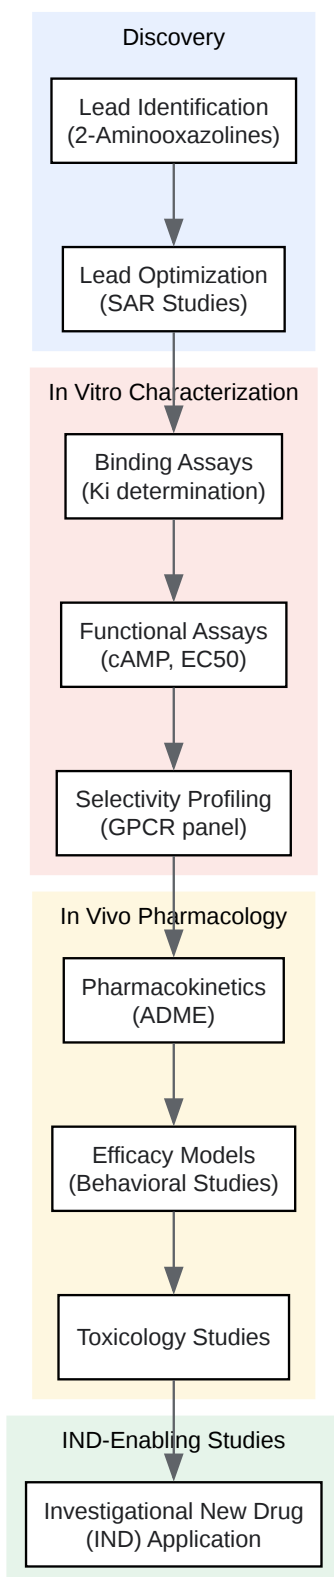 Discovery
Lead Identification
(2-Aminooxazolines)
Lead Optimization
(SAR Studies)
In Vitro Characterization
Binding Assays
(Ki determination)
Functional Assays
(cAMP, EC50)
Selectivity Profiling
(GPCR panel)
In Vivo Pharmacology
Pharmacokinetics
(ADME)
Efficacy Models
(Behavioral Studies)
Toxicology Studies
IND-Enabling Studies
Investigational New Drug
(IND) Application